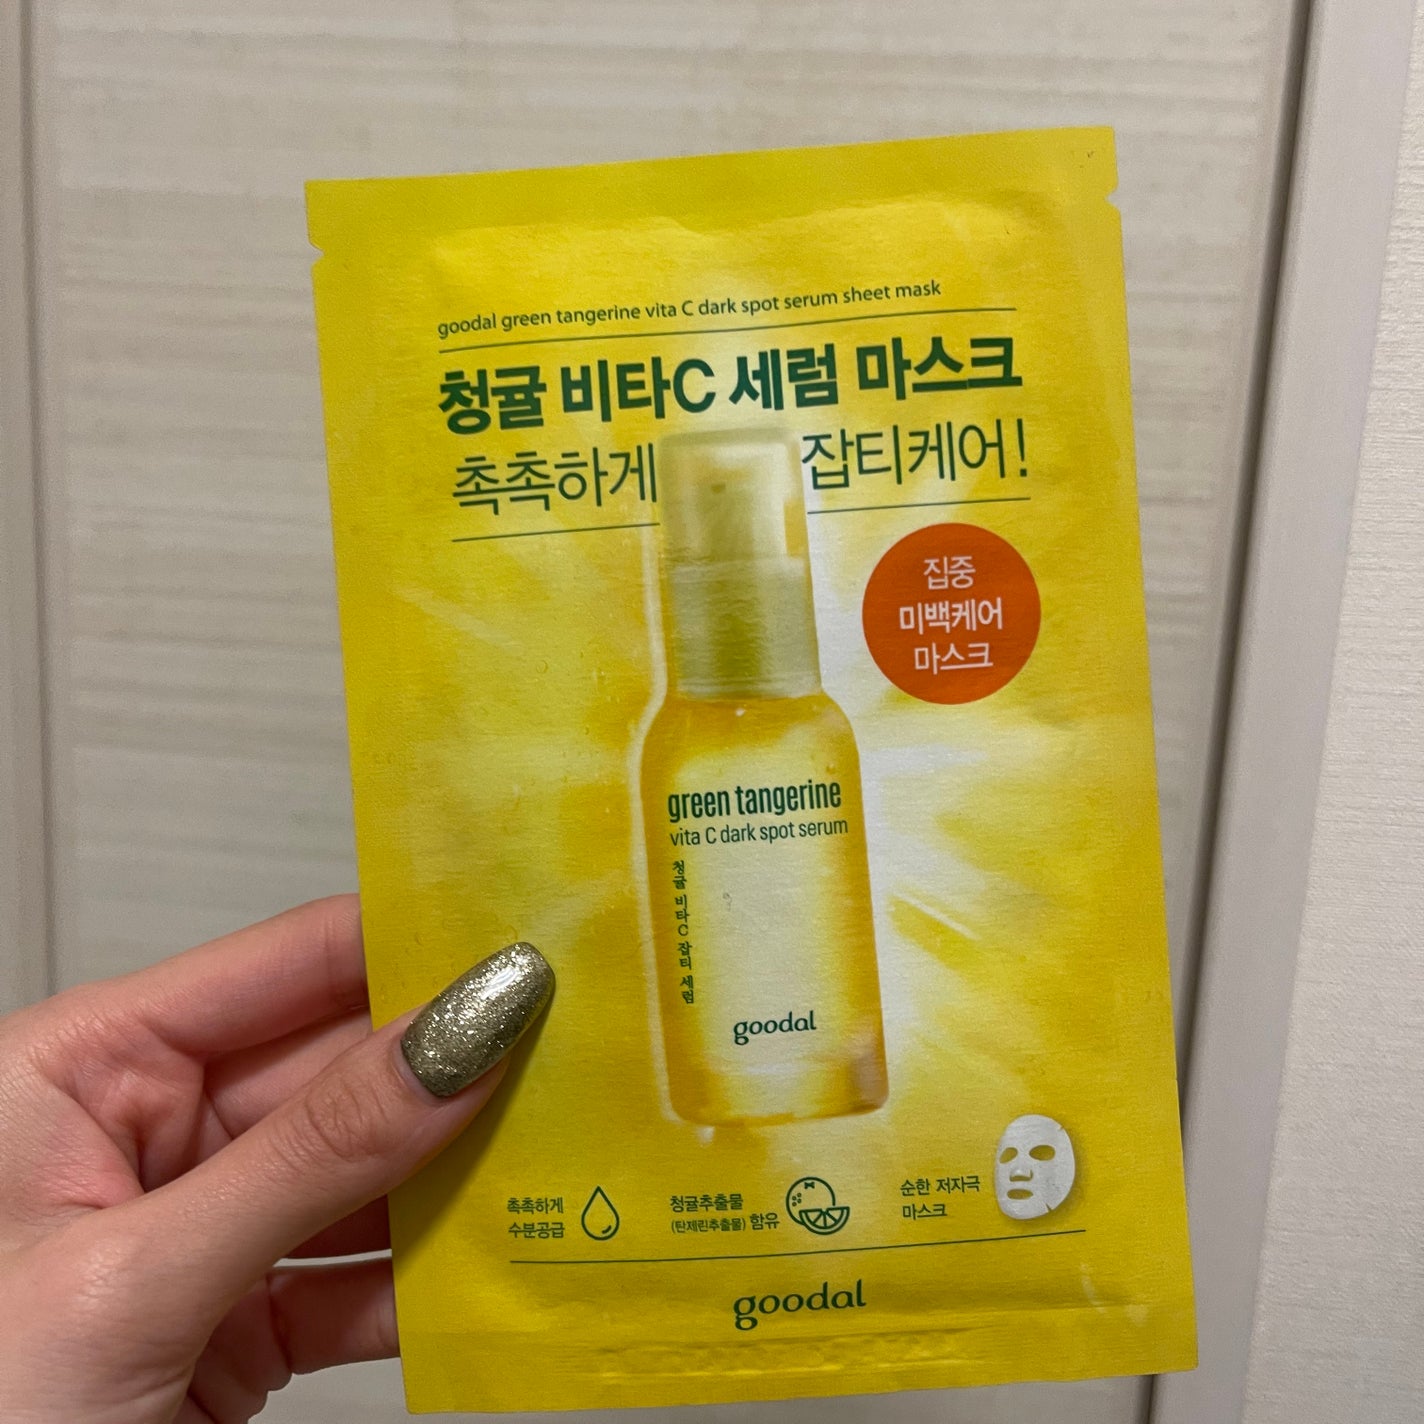 goodal green tangerine vita C dark spot serum sheet mask
청귤 비타C 세럼 마스크
촉촉하게 잡티케어!
집중
미백케어
마스크
green tangerine
vita C dark spot serum
청귤 비타C 잡티 세럼
goodal
촉촉하게
수분공급
청귤추출물
(탄제린추출물) 함유
순한 저자극
마스크
goodal